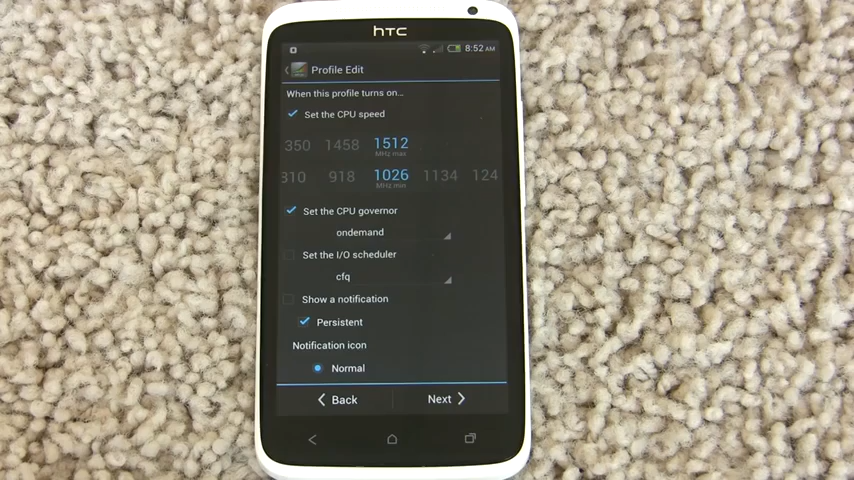 hTC
8:52 AM
Profile Edit
When this profile turns on...
Set the CPU speed
350 1458 1512
MHz max
310 918 1026 1134 124
MHz min
Set the CPU governor
ondemand
Set the I/O scheduler
cfq
Show a notification
Persistent
Notification icon
Normal
Back Next